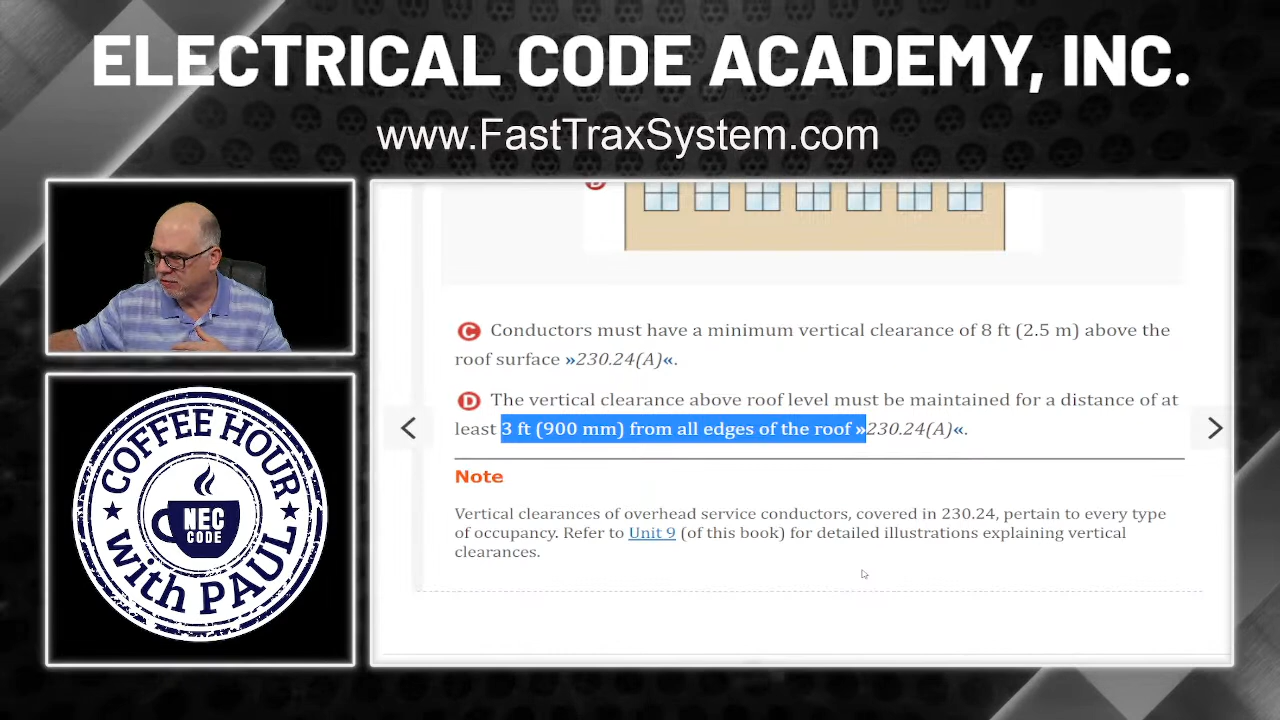 ELECTRICAL CODE ACADEMY, INC.
www.FastTraxSystem.com
D
C Conductors must have a minimum vertical clearance of 8 ft (2.5 m) above the
roof surface »230.24(A)«.
D The vertical clearance above roof level must be maintained for a distance of at
least 3 ft (900 mm) from all edges of the roof »230.24(A)«.
Note
Vertical clearances of overhead service conductors, covered in 230.24, pertain to every type
of occupancy. Refer to Unit 9 (of this book) for detailed illustrations explaining vertical
clearances.
COFFEE HOUR
NEC
CODE
with PAUL